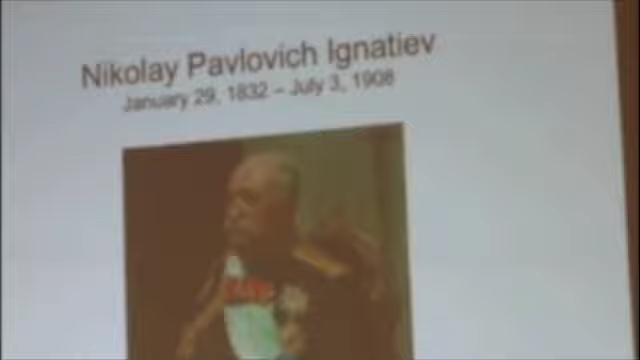 Nikolay Pavlovich Ignatiev
January 29, 1832 – July 3, 1908